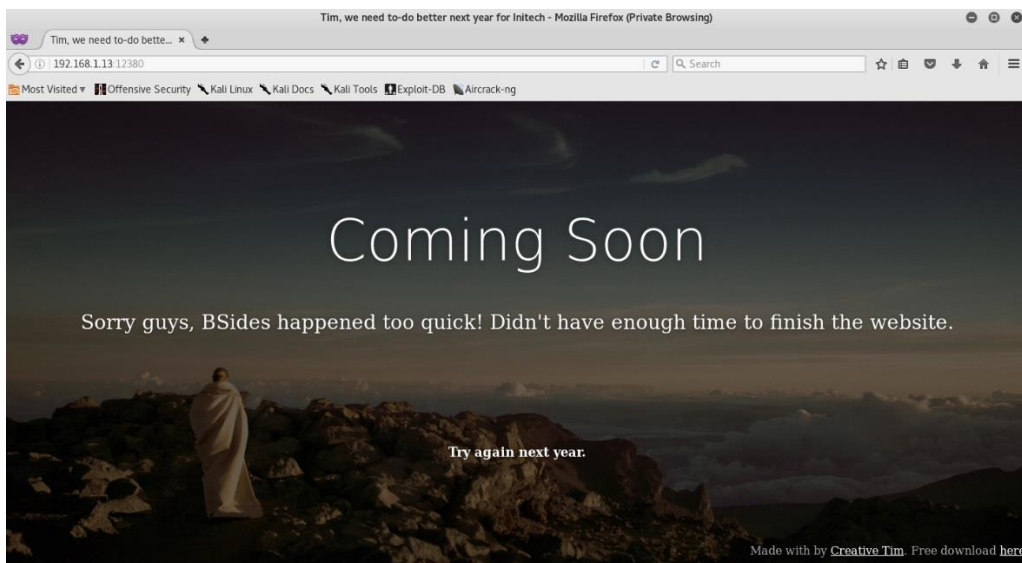 Tim, we need to-do better next year for Initech - Mozilla Firefox (Private Browsing)
Tim, we need to-do bette...
192.168.1.13:12380
Search
Most Visited Offensive Security Kali Linux Kali Docs Kali Tools Exploit-DB Aircrack-ng
Coming Soon
Sorry guys, BSides happened too quick! Didn't have enough time to finish the website.
Try again next year.
Made with by Creative Tim. Free download here